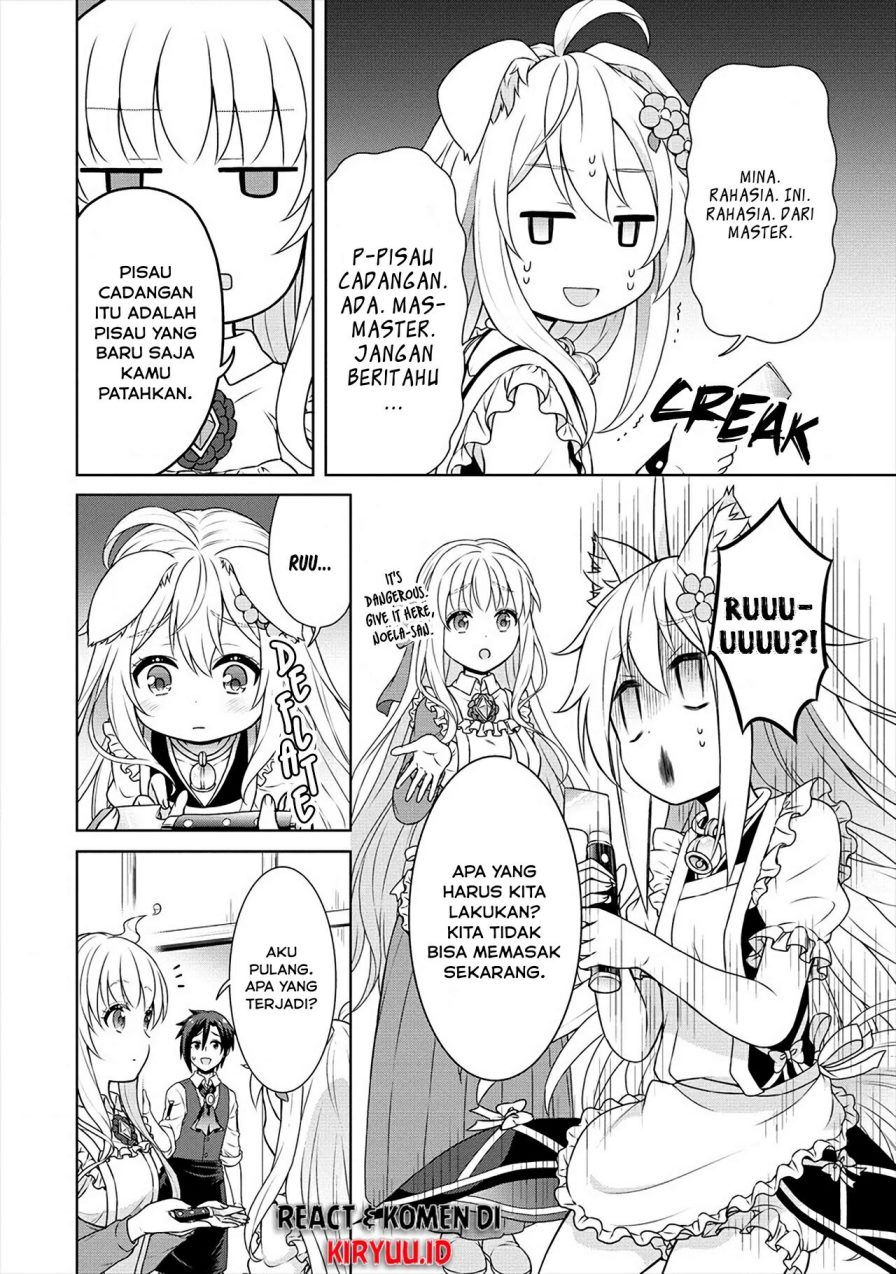 MINA.
RAHASIA. INI.
RAHASIA. DARI
MASTER.
P-PISAU
CADANGAN.
ADA. MAS-
MASTER.
JANGAN
BERITAHU
...
CREAK
PISAU
CADANGAN
ITU ADALAH
PISAU YANG
BARU SAJA
KAMU
PATAHKAN.
RUUU-
UUUU?!
IT'S
DANGEROUS.
GIVE IT HERE,
NOELA-SAN.
APA YANG
HARUS KITA
LAKUKAN?
KITA TIDAK
BISA MEMASAK
SEKARANG.
RUU...
DEFLATE
AKU
PULANG.
APA YANG
TERJADI?
REACT & KOMEN DI
KIRYUU.ID